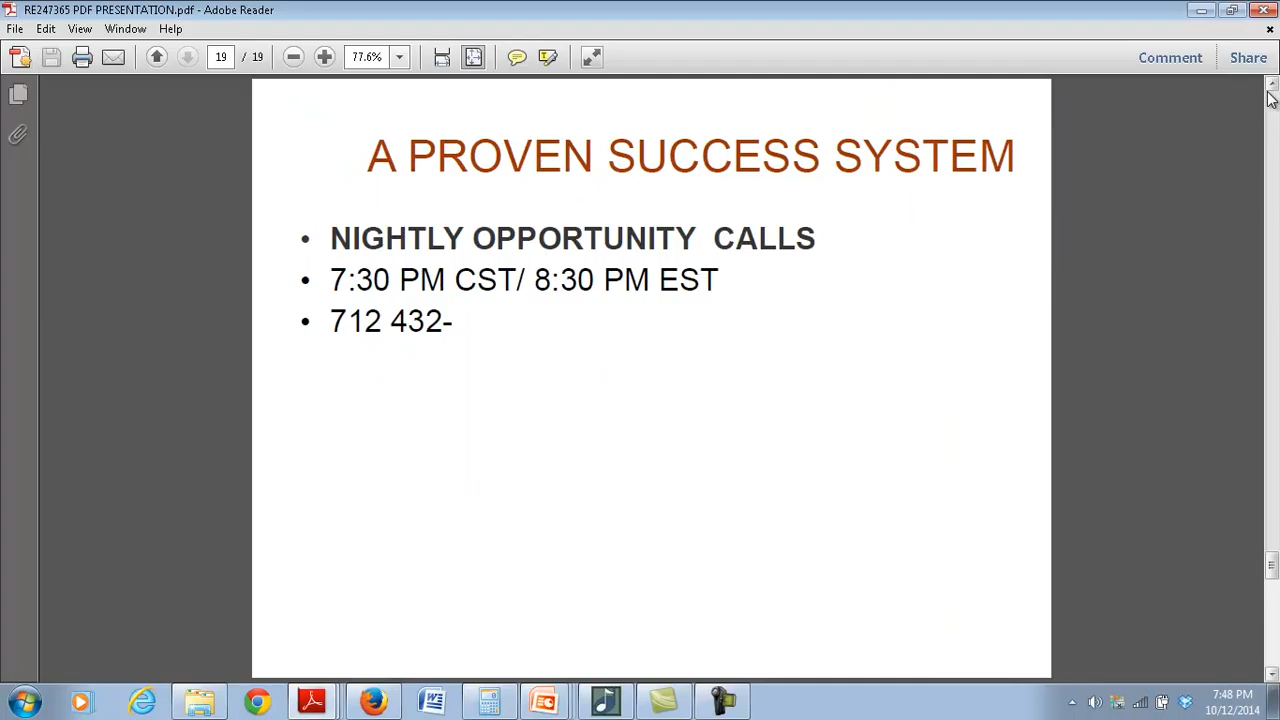 RE247365 PDF PRESENTATION.pdf - Adobe Reader
File Edit View Window Help
19 / 19 77.6% Comment Share
A PROVEN SUCCESS SYSTEM
• NIGHTLY OPPORTUNITY CALLS
• 7:30 PM CST/ 8:30 PM EST
• 712 432-
7:48 PM
10/12/2014